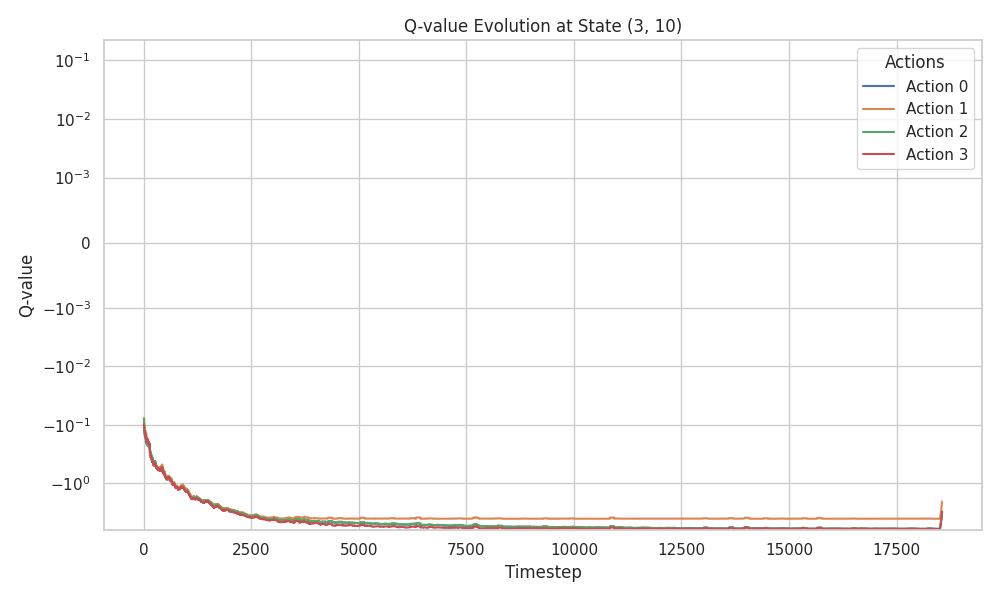 Q-value Evolution at State (3, 10)
Q-value
10⁻¹
10⁻²
10⁻³
0
−10⁻³
−10⁻²
−10⁻¹
−10⁰
Actions
Action 0
Action 1
Action 2
Action 3
0 2500 5000 7500 10000 12500 15000 17500
Timestep